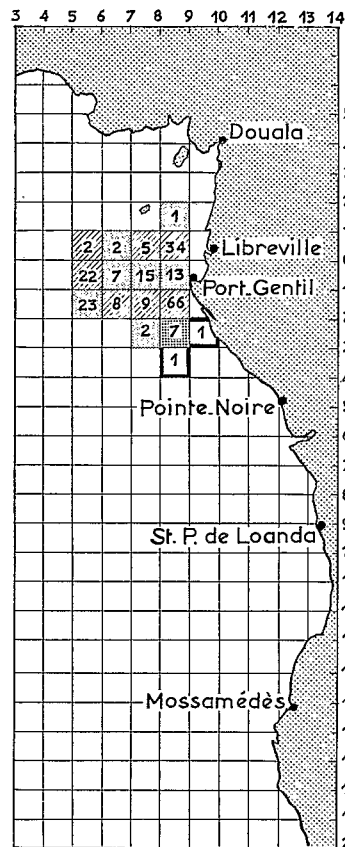 3 4 5 6 7 8 9 10 11 12 13 14
Douala
1
2 2 5 34 Libreville
22 7 15 13 Port-Gentil
23 8 9 66
2 7 1
1
Pointe-Noire
St. P. de Loanda
Mossamédès